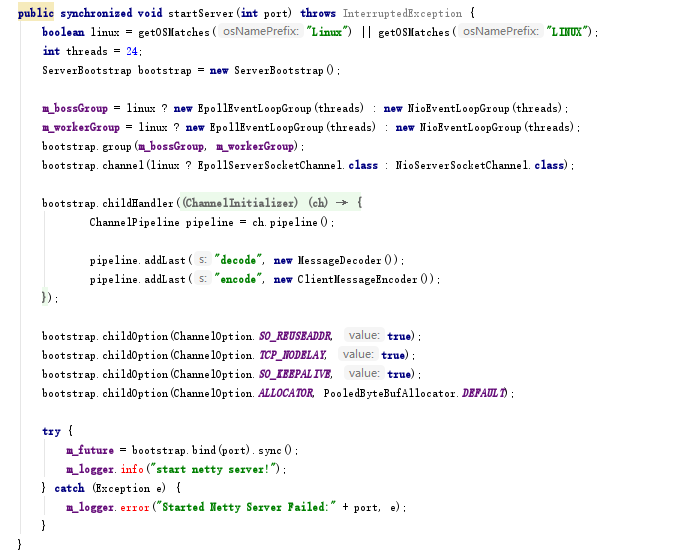 public synchronized void startServer(int port) throws InterruptedException {
boolean linux = getOSMatches( osNamePrefix: "Linux") || getOSMatches( osNamePrefix: "LINUX");
int threads = 24;
ServerBootstrap bootstrap = new ServerBootstrap();
m_bossGroup = linux ? new EpollEventLoopGroup(threads) : new NioEventLoopGroup(threads);
m_workerGroup = linux ? new EpollEventLoopGroup(threads) : new NioEventLoopGroup(threads);
bootstrap.group(m_bossGroup, m_workerGroup);
bootstrap.channel(linux ? EpollServerSocketChannel.class : NioServerSocketChannel.class);
bootstrap.childHandler((ChannelInitializer) (ch) → {
ChannelPipeline pipeline = ch.pipeline();
pipeline.addLast( s: "decode", new MessageDecoder());
pipeline.addLast( s: "encode", new ClientMessageEncoder());
});
bootstrap.childOption(ChannelOption.SO_REUSEADDR, value: true);
bootstrap.childOption(ChannelOption.TCP_NODELAY, value: true);
bootstrap.childOption(ChannelOption.SO_KEEPALIVE, value: true);
bootstrap.childOption(ChannelOption.ALLOCATOR, PooledByteBufAllocator.DEFAULT);
try {
m_future = bootstrap.bind(port).sync();
m_logger.info("start netty server!");
} catch (Exception e) {
m_logger.error("Started Netty Server Failed:" + port, e);
}
}